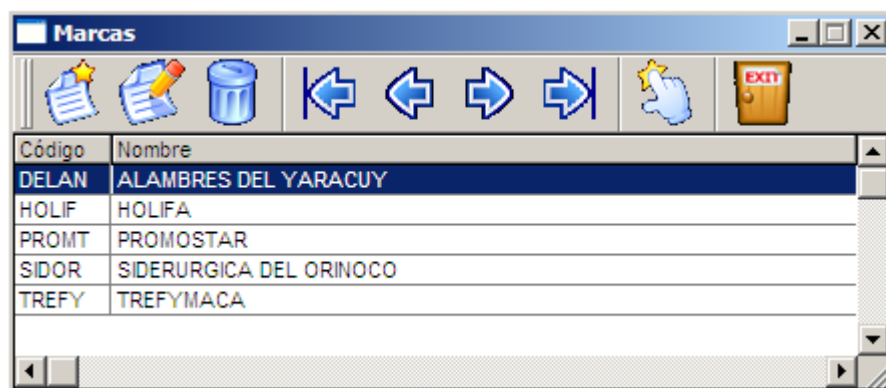 Marcas
EXIT
Código Nombre
DELAN ALAMBRES DEL YARACUY
HOLIF HOLIFA
PROMT PROMOSTAR
SIDOR SIDERURGICA DEL ORINOCO
TREFY TREFYMACA